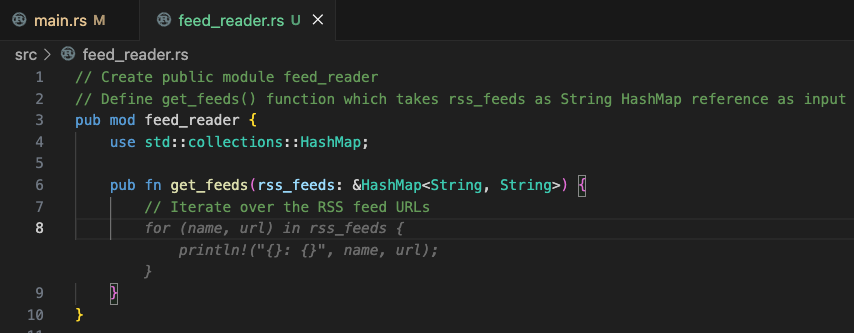 main.rs M feed_reader.rs U
src feed_reader.rs
1 // Create public module feed_reader
2 // Define get_feeds() function which takes rss_feeds as String HashMap reference as input
3 pub mod feed_reader {
4 use std::collections::HashMap;
5
6 pub fn get_feeds(rss_feeds: &HashMap<String, String>) {
7 // Iterate over the RSS feed URLs
8 for (name, url) in rss_feeds {
println!("{}: {}", name, url);
}
9 }
10 }
11